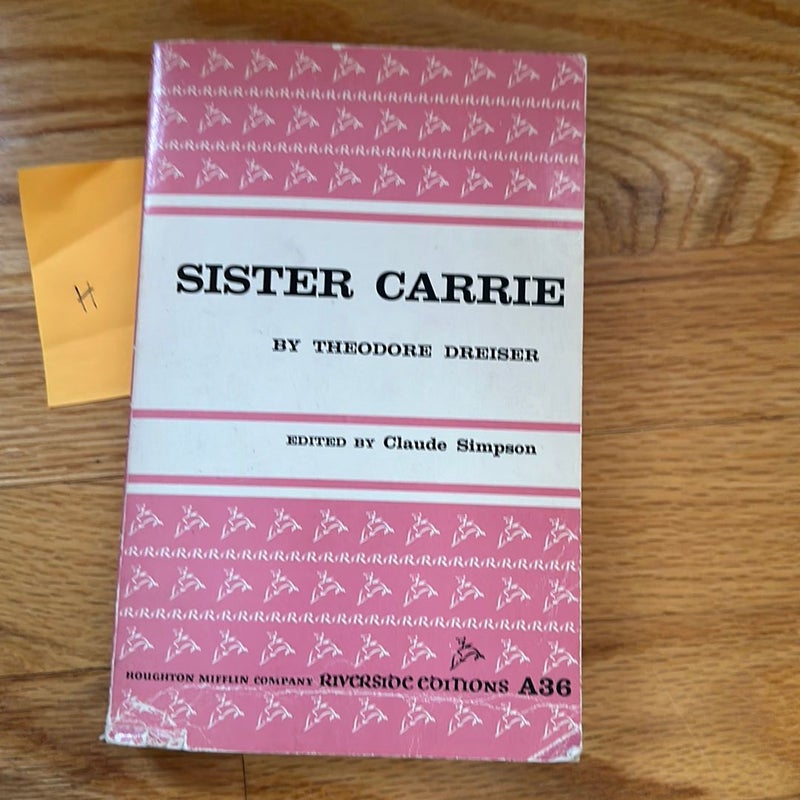 SISTER CARRIE
H
BY THEODORE DREISER
EDITED BY Claude Simpson
HOUGHTON MIFFLIN COMPANY RIVERSIDE EDITIONS A36